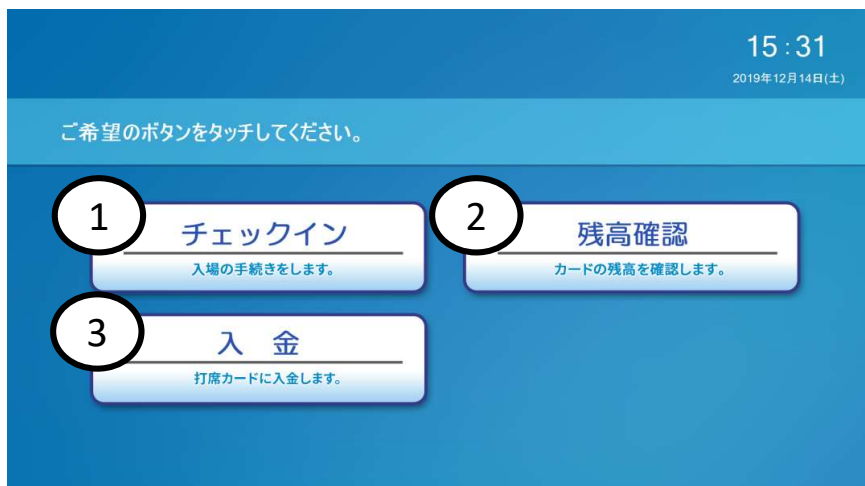 15:31
2019年12月14日(土)
ご希望のボタンをタッチしてください。
1
チェックイン
入場の手続きをします。
2
残高確認
カードの残高を確認します。
3
入 金
打席カードに入金します。